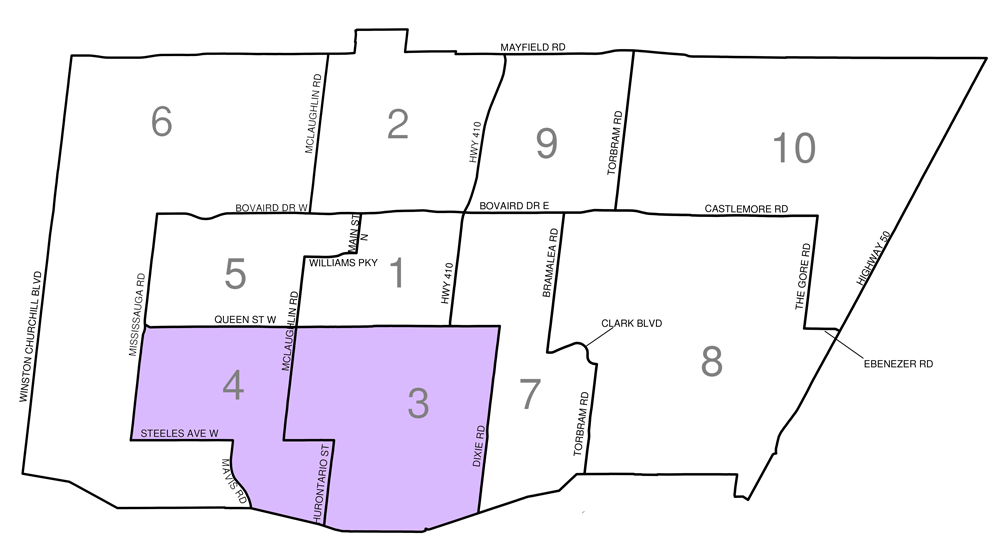 MAYFIELD RD
6
MCLAUGHLIN RD
2
HWY 410
9
TORBRAM RD
10
BOVAIRD DR W
BOVAIRD DR E
CASTLEMORE RD
MAIN ST
N
WILLIAMS PKY
5
1
HWY 410
BRAMALEA RD
THE GORE RD
HIGHWAY 50
WINSTON CHURCHILL BLVD
MISSISSAUGA RD
QUEEN ST W
MCLAUGHLIN RD
CLARK BLVD
EBENEZER RD
4
3
7
8
STEELES AVE W
MAVIS RD
HURONTARIO ST
DIXIE RD
TORBRAM RD